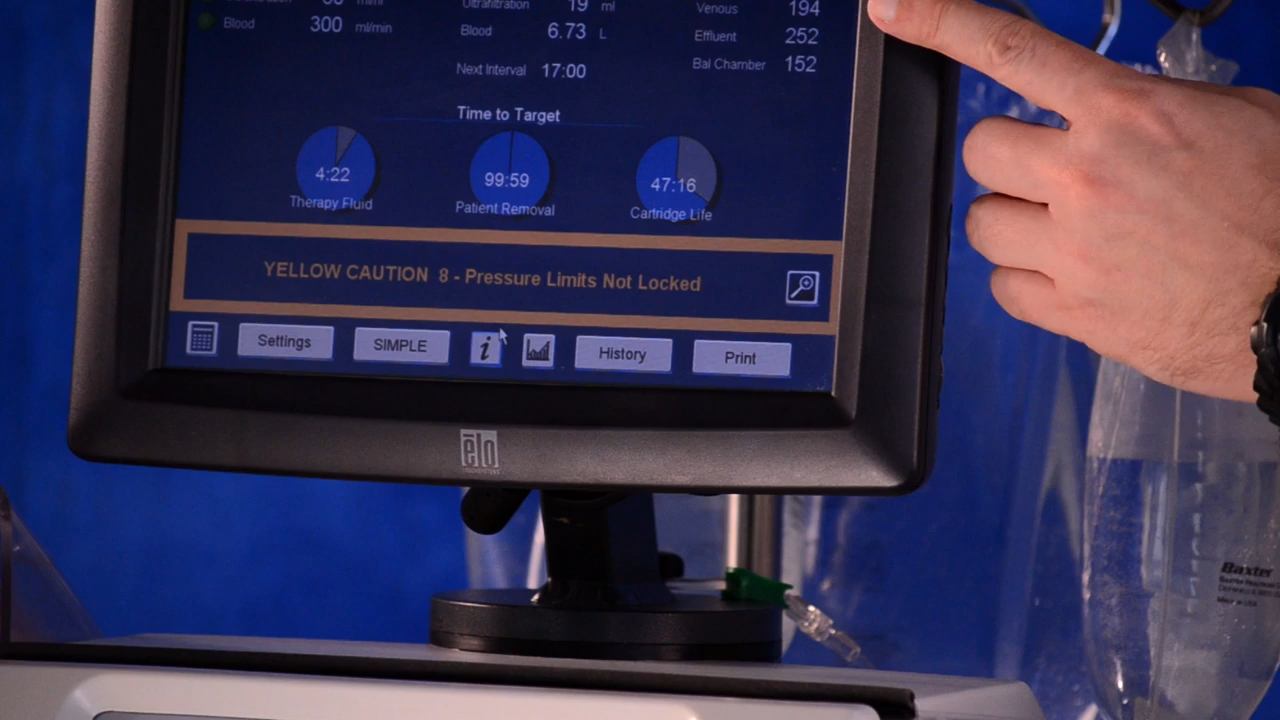 Ultrafiltration 19 ml Venous 194
Blood 300 ml/min Blood 6.73 L Effluent 252
Next Interval 17:00 Bal Chamber 152
Time to Target
4:22 99:59 47:16
Therapy Fluid Patient Removal Cartridge Life
YELLOW CAUTION 8 - Pressure Limits Not Locked
Settings SIMPLE i History Print
elo
Baxter